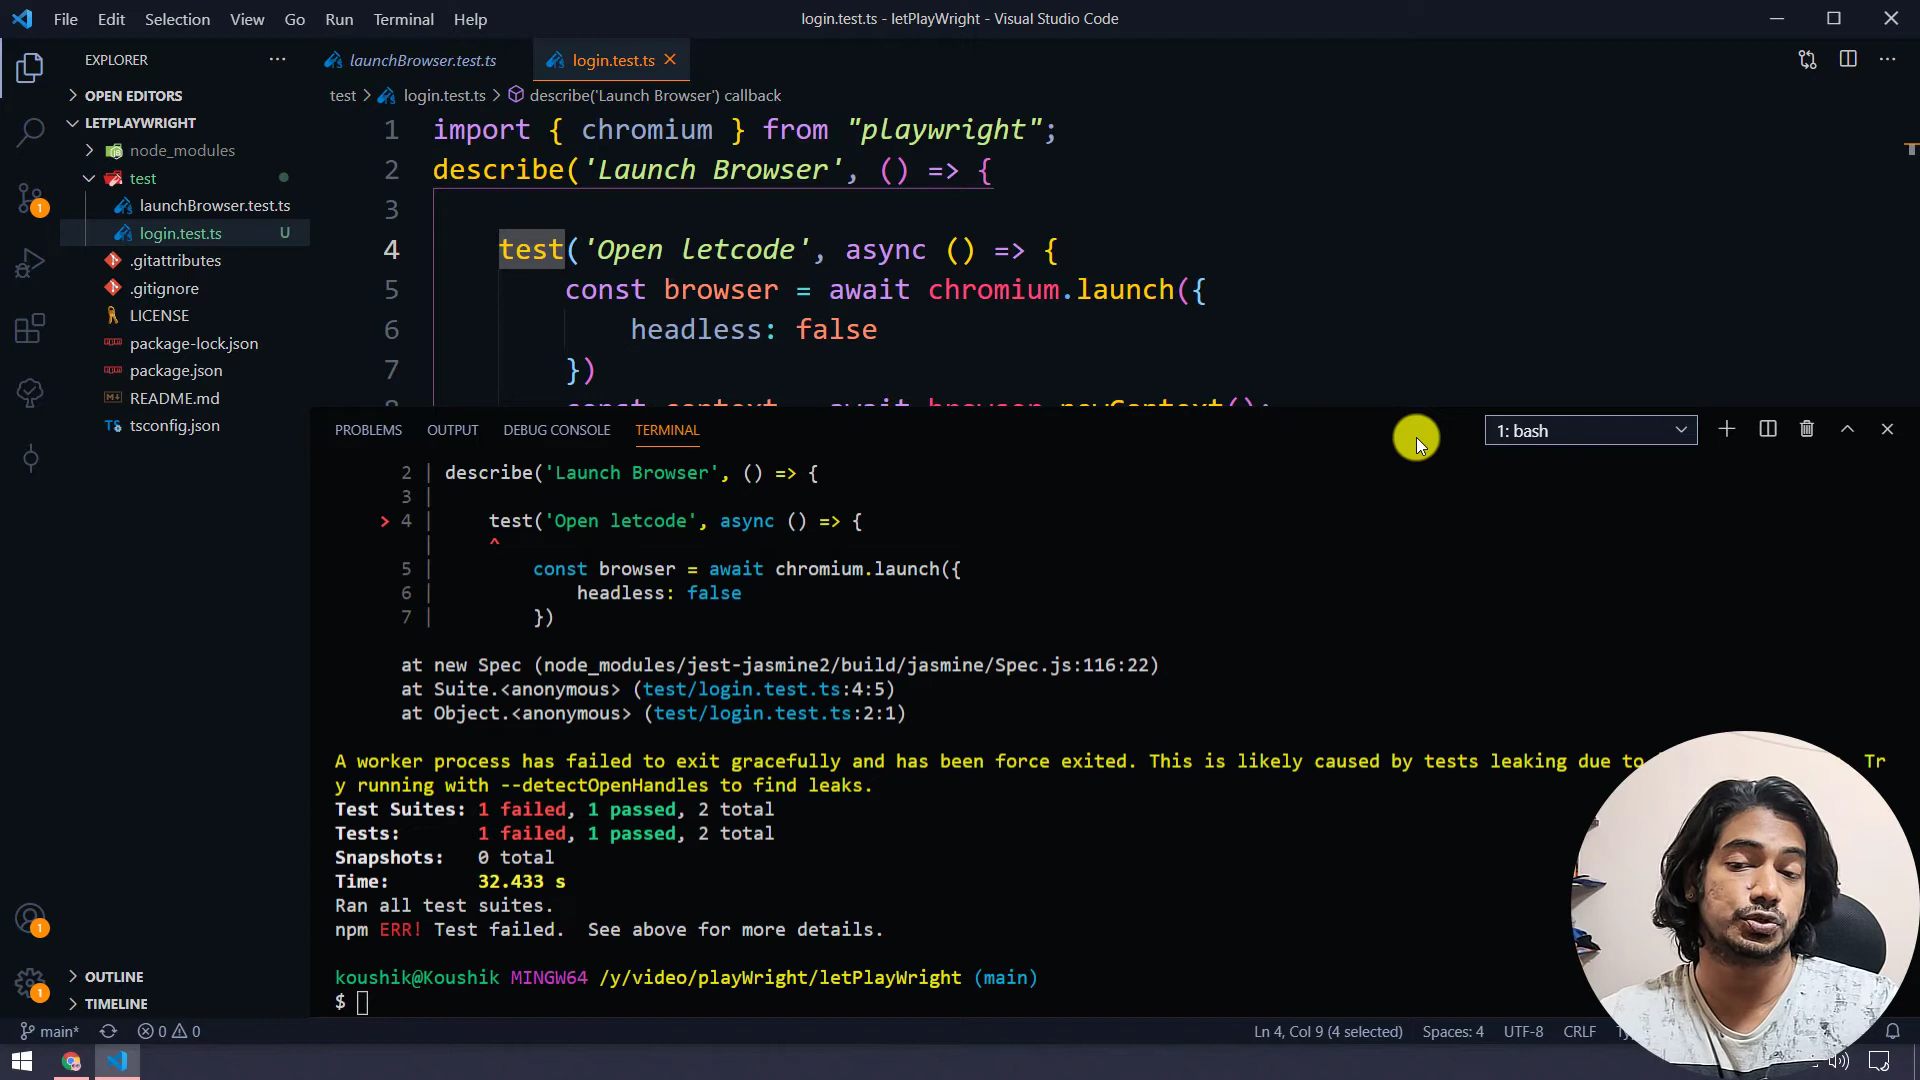 File Edit Selection View Go Run Terminal Help
login.test.ts - letPlayWright - Visual Studio Code
EXPLORER
OPEN EDITORS
LETPLAYWRIGHT
node_modules
test
launchBrowser.test.ts
login.test.ts U
.gitattributes
.gitignore
LICENSE
package-lock.json
package.json
README.md
TS tsconfig.json
OUTLINE
TIMELINE
1
1
1
launchBrowser.test.ts login.test.ts
test > login.test.ts > describe('Launch Browser') callback
1 import { chromium } from "playwright";
2 describe('Launch Browser', () => {
3
4 test('Open letcode', async () => {
5 const browser = await chromium.launch({
6 headless: false
7 })
8 const context = await browser.newContext();
PROBLEMS OUTPUT DEBUG CONSOLE TERMINAL
1: bash
2 | describe('Launch Browser', () => {
3 |
> 4 | test('Open letcode', async () => {
| ^
5 | const browser = await chromium.launch({
6 | headless: false
7 | })
at new Spec (node_modules/jest-jasmine2/build/jasmine/Spec.js:116:22)
at Suite.<anonymous> (test/login.test.ts:4:5)
at Object.<anonymous> (test/login.test.ts:2:1)
A worker process has failed to exit gracefully and has been force exited. This is likely caused by tests leaking due to Tr
y running with --detectOpenHandles to find leaks.
Test Suites: 1 failed, 1 passed, 2 total
Tests: 1 failed, 1 passed, 2 total
Snapshots: 0 total
Time: 32.433 s
Ran all test suites.
npm ERR! Test failed. See above for more details.
koushik@Koushik MINGW64 /y/video/playWright/letPlayWright (main)
$
main* 0 0
Ln 4, Col 9 (4 selected) Spaces: 4 UTF-8 CRLF